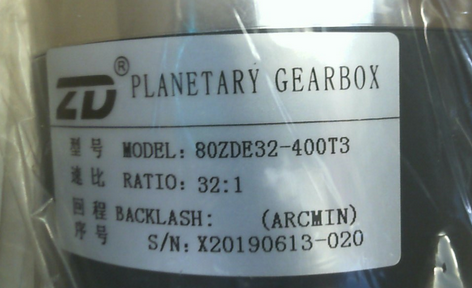 ZD® PLANETARY GEARBOX
型号 MODEL: 80ZDE32-400T3
速比 RATIO: 32:1
回程 BACKLASH: (ARCMIN)
序号 S/N: X20190613-020